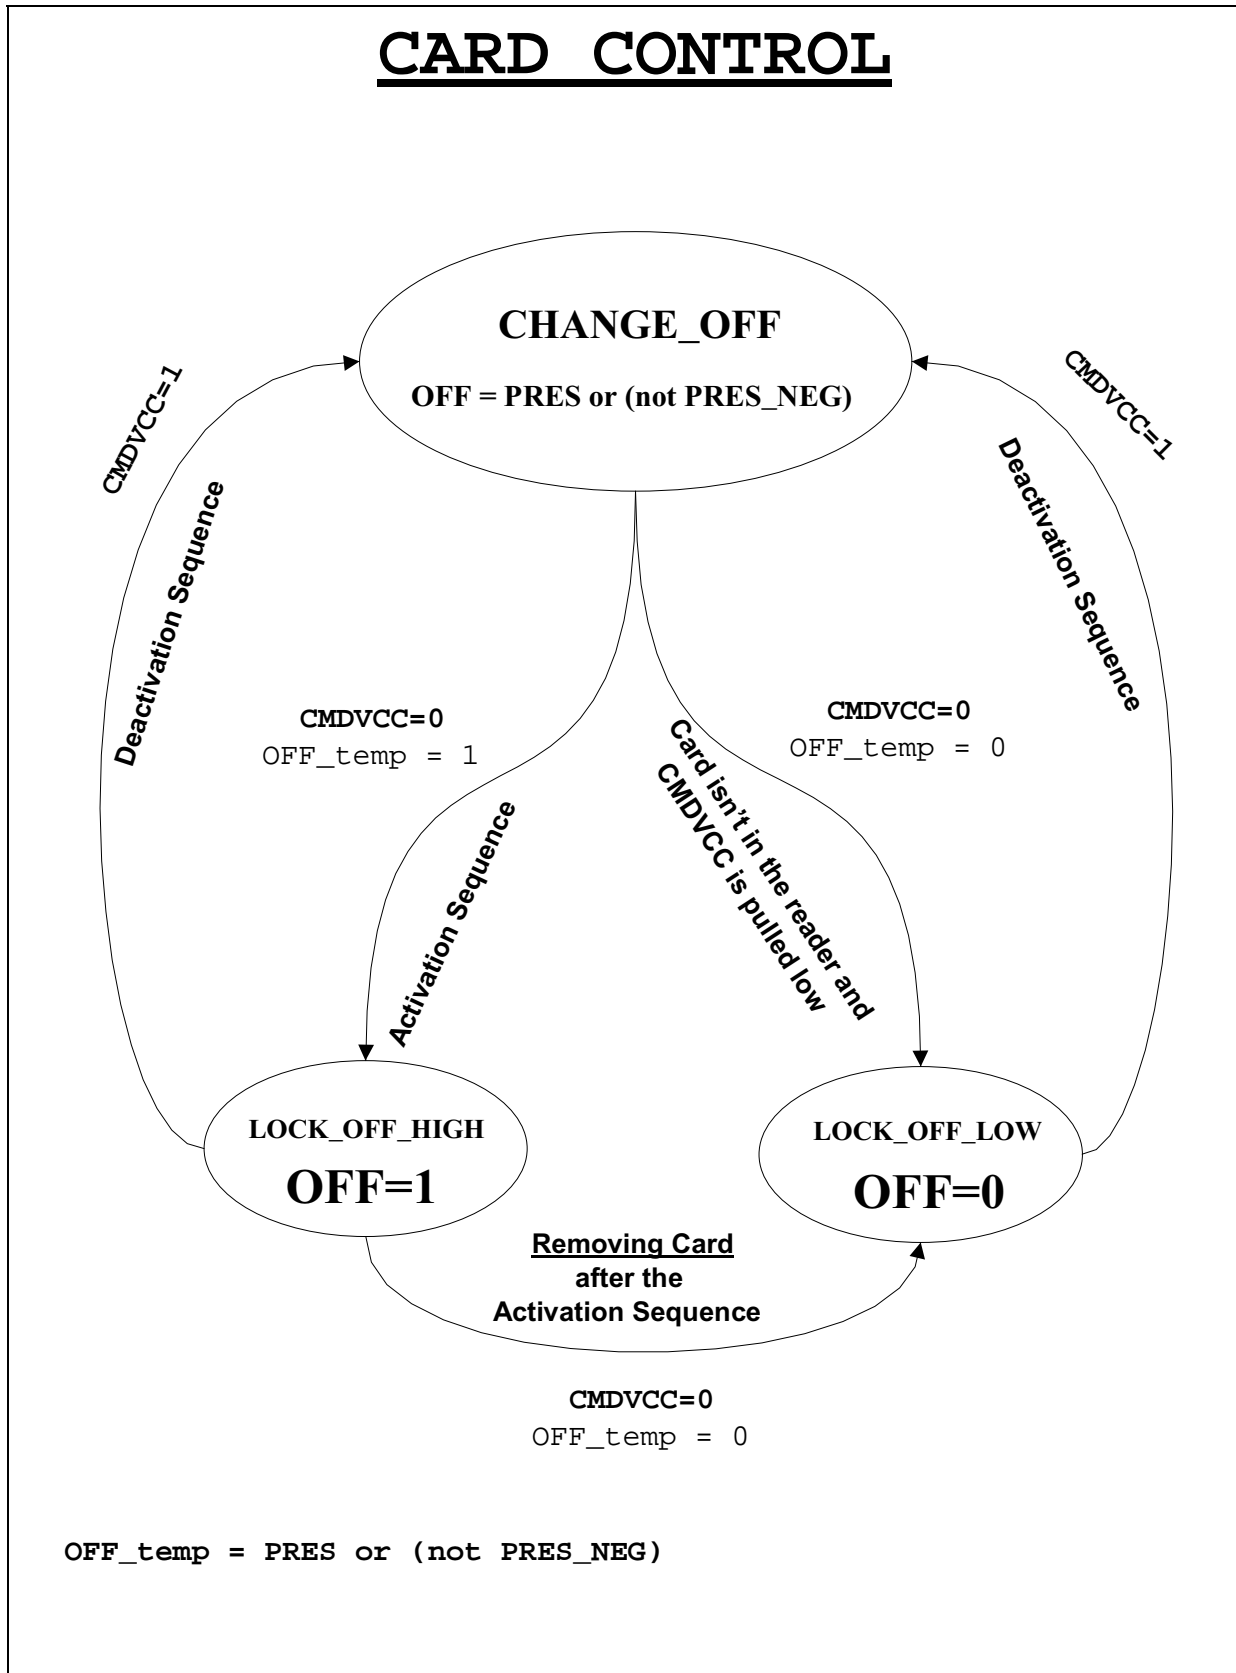 CARD CONTROL
CHANGE_OFF
OFF = PRES or (not PRES_NEG)
CMDVCC=1
Deactivation Sequence
CMDVCC=1
Deactivation Sequence
CMDVCC=0
OFF_temp = 1
Activation Sequence
CMDVCC=0
OFF_temp = 0
Card isn't in the reader and
CMDVCC is pulled low
LOCK_OFF_HIGH
OFF=1
LOCK_OFF_LOW
OFF=0
Removing Card
after the
Activation Sequence
CMDVCC=0
OFF_temp = 0
OFF_temp = PRES or (not PRES_NEG)